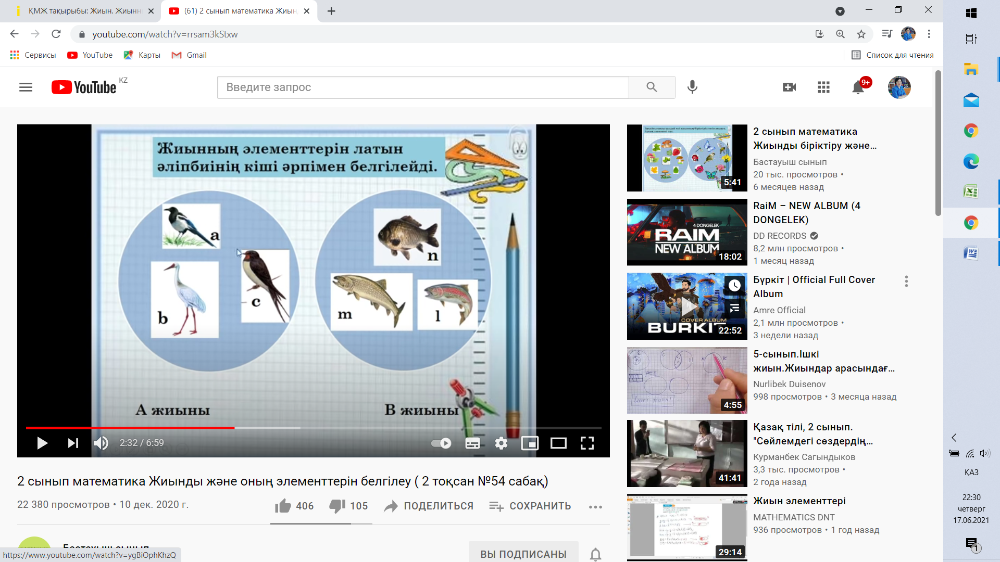 ҚМЖ тақырыбы: Жиын. Жиынн
(61) 2 сынып математика Жиын
youtube.com/watch?v=rrsam3kStxw
Сервисы
YouTube
Карты
Gmail
Список для чтения
YouTube KZ
Введите запрос
9+
Жиынның элементтерін латын
әліпбиінің кіші әрпімен белгілейді.
a
b
c
n
m
l
А жиыны
В жиыны
2:32 / 6:59
2 сынып математика Жиынды және оның элементтерін белгілеу ( 2 тоқсан №54 сабақ)
22 380 просмотров • 10 дек. 2020 г.
406
105
ПОДЕЛИТЬСЯ
СОХРАНИТЬ
Бастауыш сынып
ВЫ ПОДПИСАНЫ
https://www.youtube.com/watch?v=ygBiOphKhzQ
5:41
2 сынып математика
Жиынды біріктіру және...
Бастауыш сынып
20 тыс. просмотров •
6 месяцев назад
4 DONGELEK
RAIM
NEW ALBUM
18:02
RaiM – NEW ALBUM (4
DONGELEK)
DD RECORDS
8,2 млн просмотров •
1 месяц назад
COVER ALBUM
BURKIT
22:52
Бүркіт | Official Full Cover
Album
Amre Official
2,1 млн просмотров •
3 недели назад
4:55
5-сынып.Ішкі
жиын.Жиындар арасындағ...
Nurlibek Duisenov
998 просмотров • 3 месяца назад
41:41
Қазақ тілі, 2 сынып.
"Сөйлемдегі сөздердің...
Курманбек Сагындыков
3,3 тыс. просмотров •
2 года назад
29:14
Жиын элементтері
MATHEMATICS DNT
936 просмотров • 1 год назад
ҚАЗ
22:30
четверг
17.06.2021
1